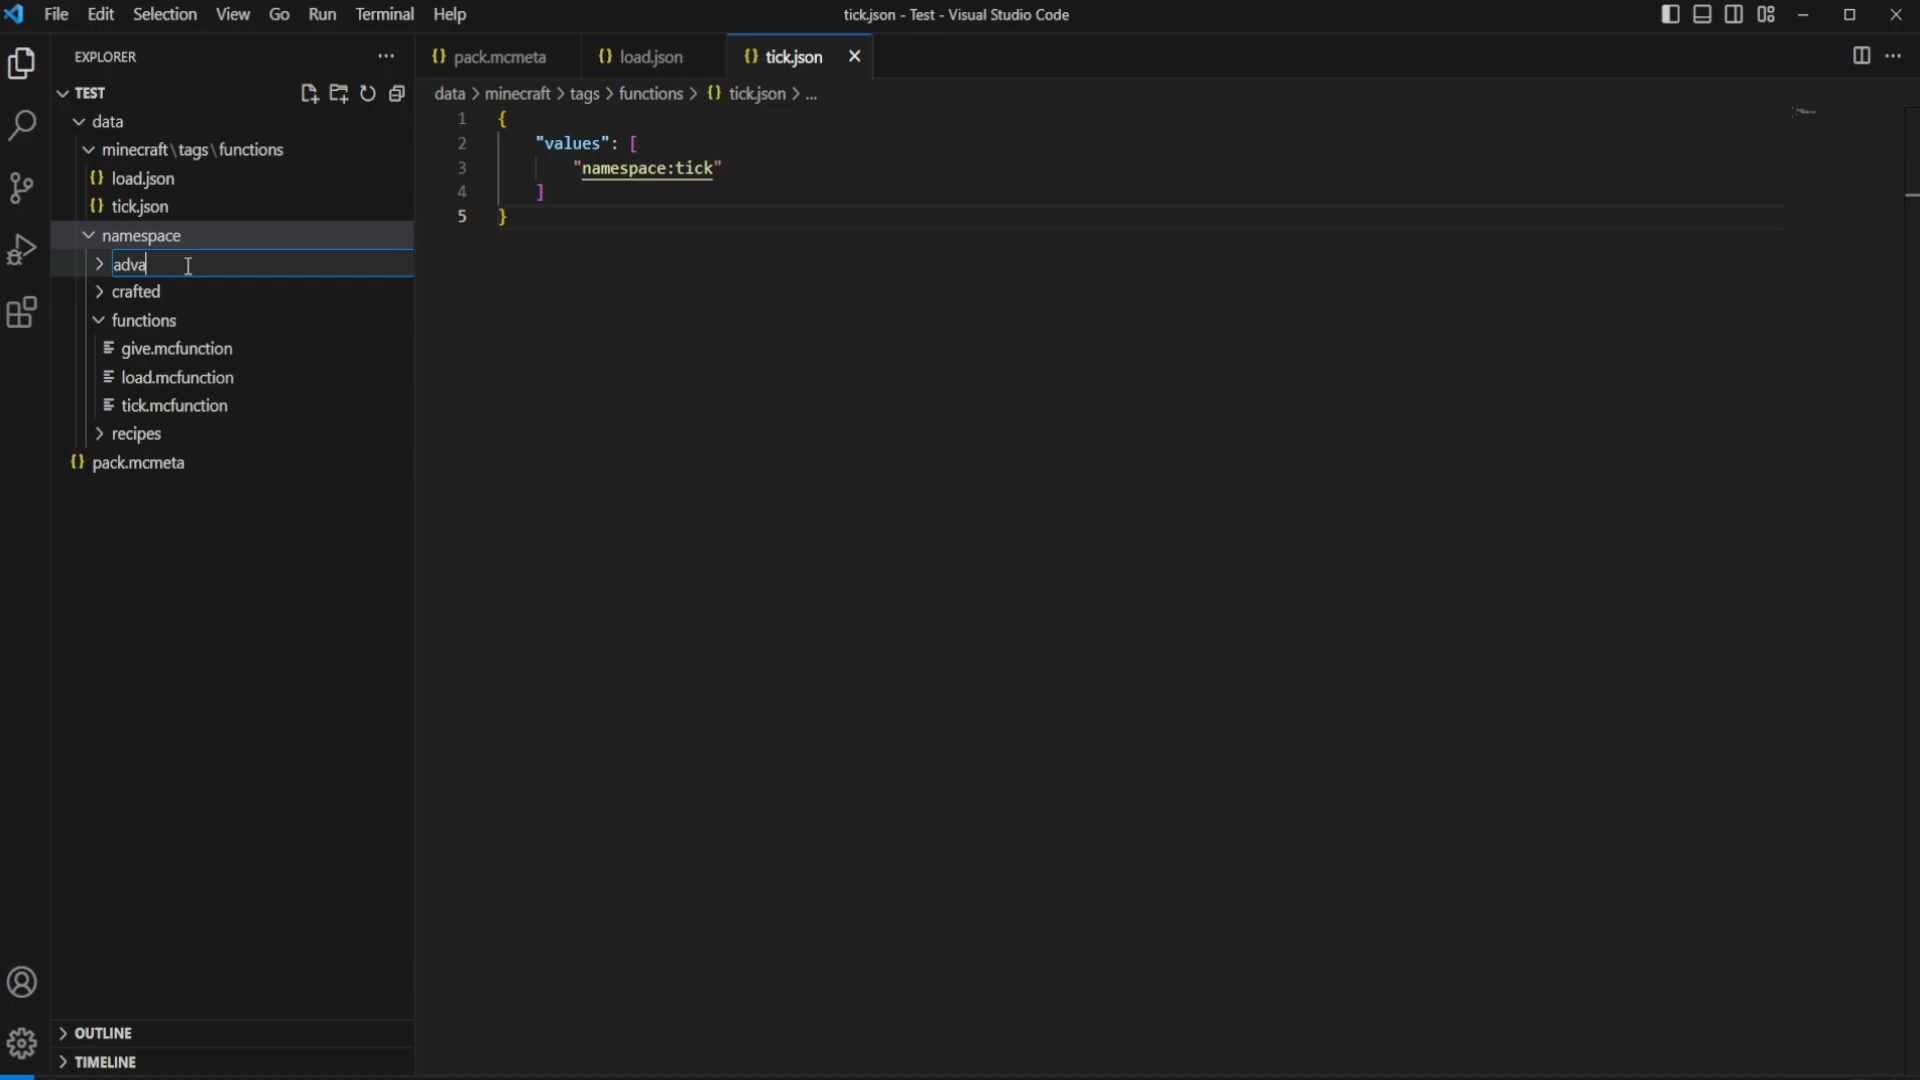 File Edit Selection View Go Run Terminal Help
tick.json - Test - Visual Studio Code
EXPLORER
TEST
data
minecraft\tags\functions
load.json
tick.json
namespace
adva
crafted
functions
give.mcfunction
load.mcfunction
tick.mcfunction
recipes
pack.mcmeta
OUTLINE
TIMELINE
pack.mcmeta load.json tick.json
data > minecraft > tags > functions > {} tick.json > ...
1 {
2 "values": [
3 "namespace:tick"
4 ]
5 }